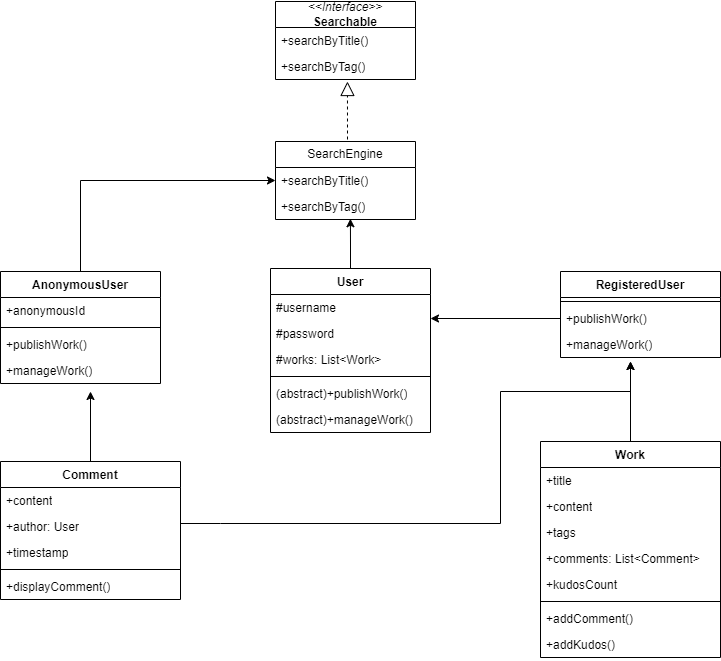 <<Interface>>
Searchable
+searchByTitle()
+searchByTag()
SearchEngine
+searchByTitle()
+searchByTag()
AnonymousUser
+anonymousId
+publishWork()
+manageWork()
User
#username
#password
#works: List<Work>
(abstract)+publishWork()
(abstract)+manageWork()
RegisteredUser
+publishWork()
+manageWork()
Comment
+content
+author: User
+timestamp
+displayComment()
Work
+title
+content
+tags
+comments: List<Comment>
+kudosCount
+addComment()
+addKudos()